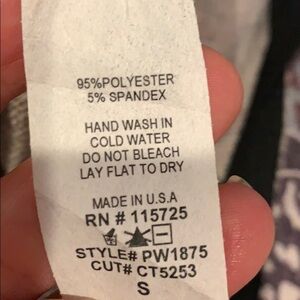 95%POLYESTER
5% SPANDEX
HAND WASH IN
COLD WATER
DO NOT BLEACH
LAY FLAT TO DRY
MADE IN U.S.A
RN # 115725
STYLE# PW1875
CUT# CT5253
S